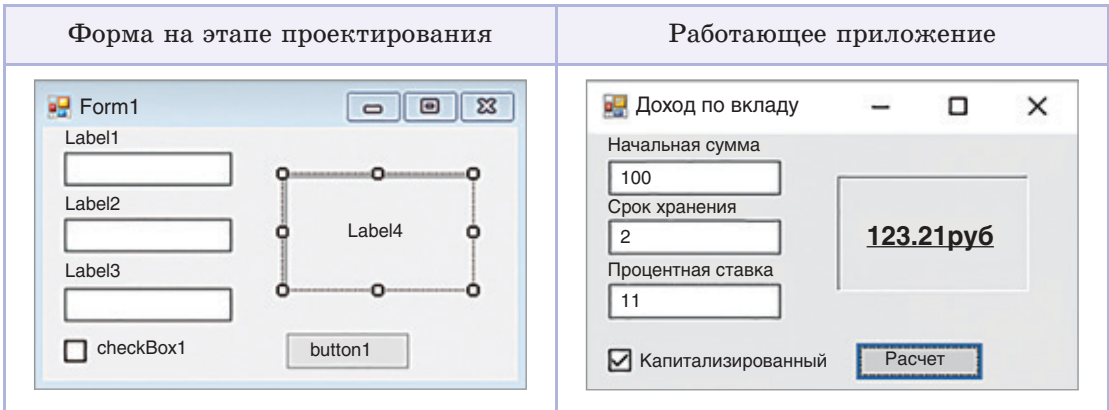 Форма на этапе проектирования
Работающее приложение
Form1
Label1
Label2
Label3
Label4
checkBox1
button1
Доход по вкладу
Начальная сумма
100
Срок хранения
2
Процентная ставка
11
123.21руб
Капитализированный
Расчет